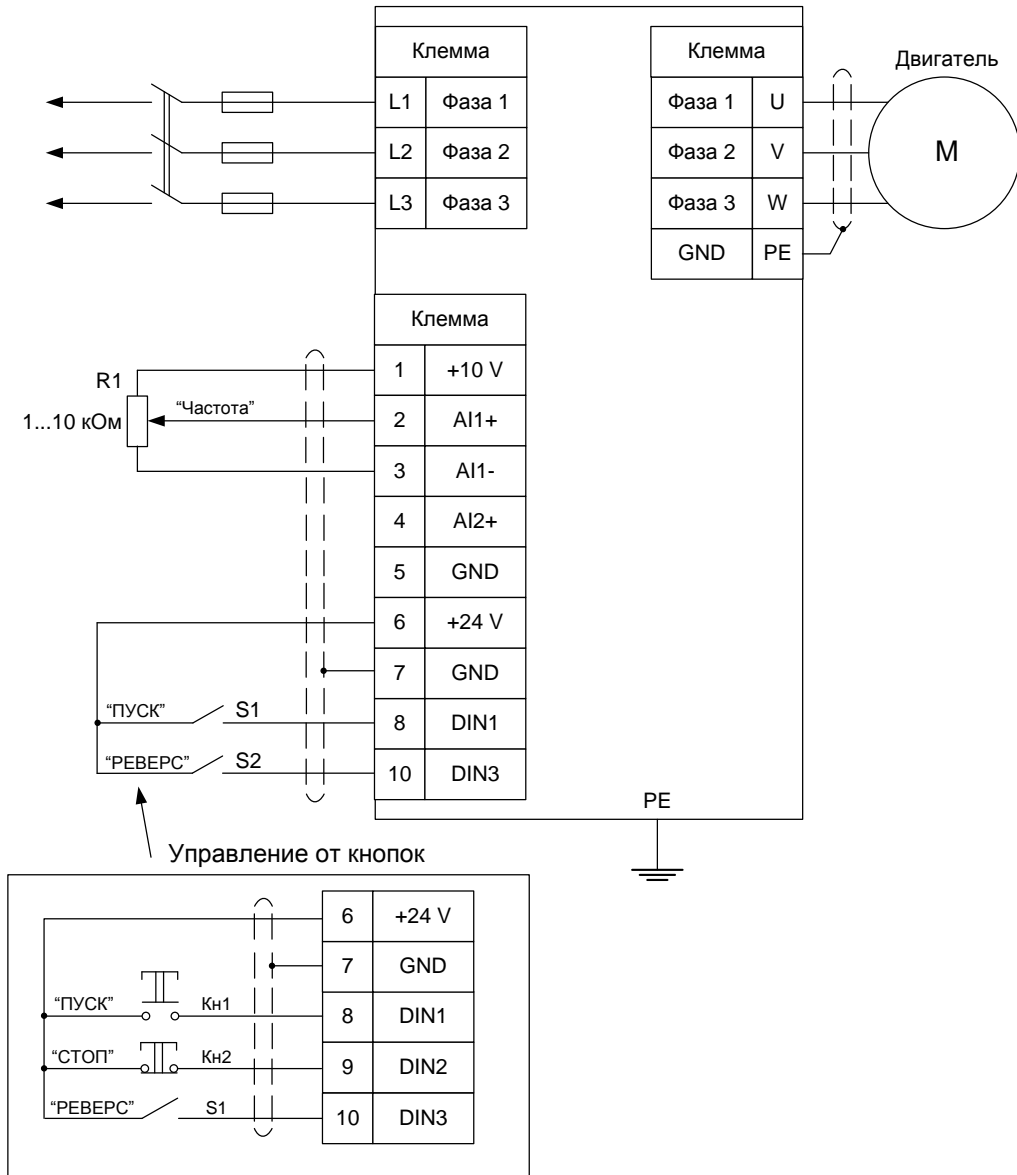 Клемма
L1 Фаза 1
L2 Фаза 2
L3 Фаза 3
Клемма
Фаза 1 U
Фаза 2 V
Фаза 3 W
GND PE
Двигатель
M
Клемма
1 +10 V
2 AI1+
3 AI1-
4 AI2+
5 GND
6 +24 V
7 GND
8 DIN1
10 DIN3
R1
1...10 кОм
“Частота”
“ПУСК” S1
“РЕВЕРС” S2
PE
Управление от кнопок
6 +24 V
7 GND
“ПУСК” Кн1 8 DIN1
“СТОП” Кн2 9 DIN2
“РЕВЕРС” S1 10 DIN3